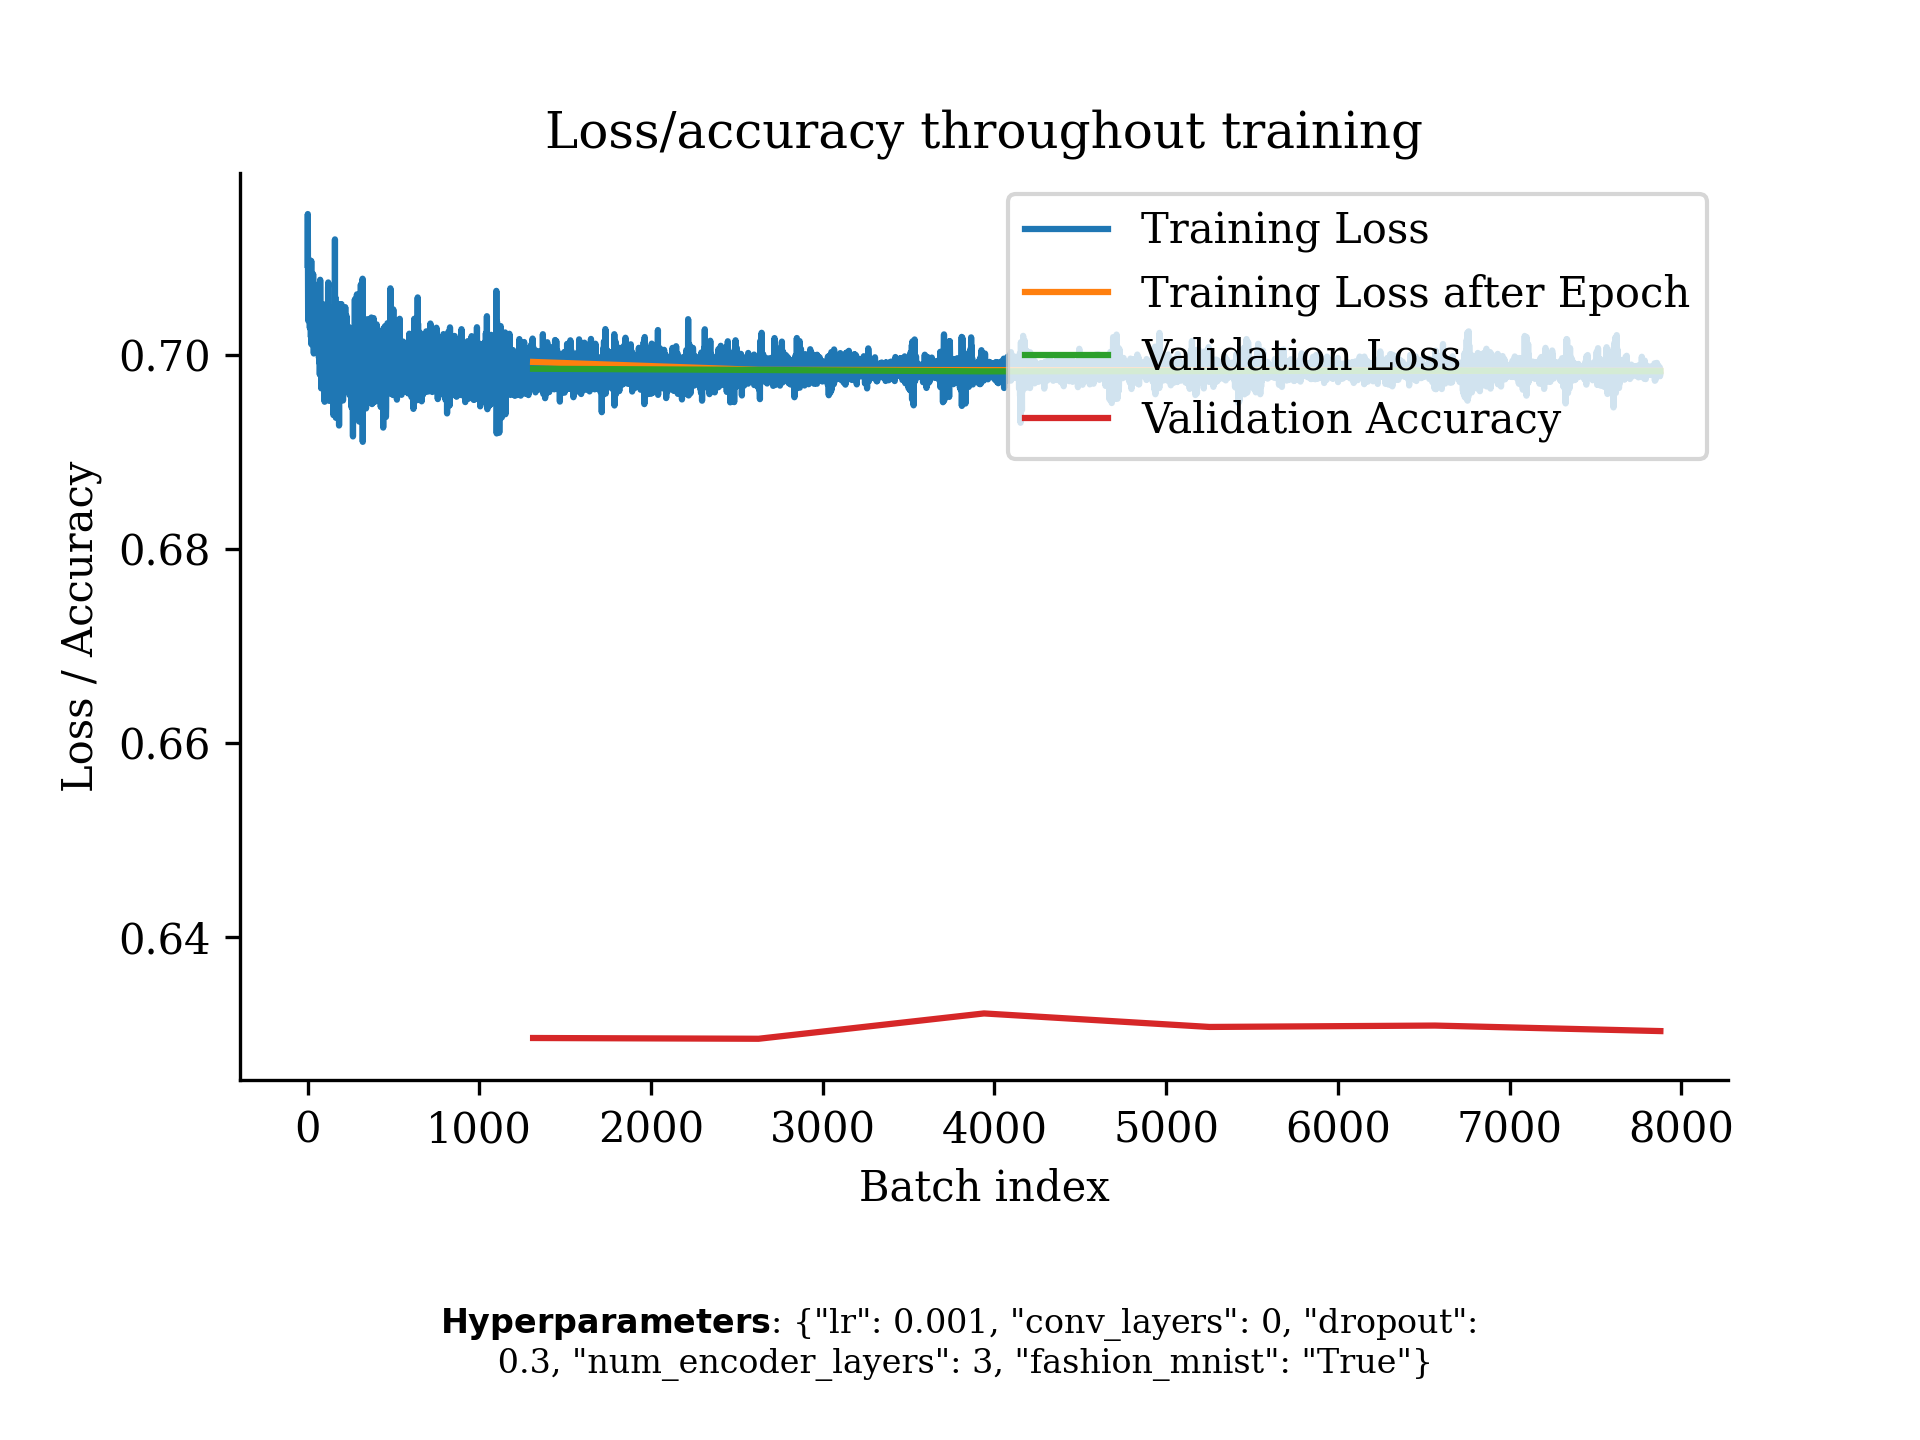 Loss/accuracy throughout training
Training Loss
Training Loss after Epoch
Validation Loss
Validation Accuracy
Loss / Accuracy
0.70
0.68
0.66
0.64
0 1000 2000 3000 4000 5000 6000 7000 8000
Batch index
Hyperparameters: {"lr": 0.001, "conv_layers": 0, "dropout":
0.3, "num_encoder_layers": 3, "fashion_mnist": "True"}